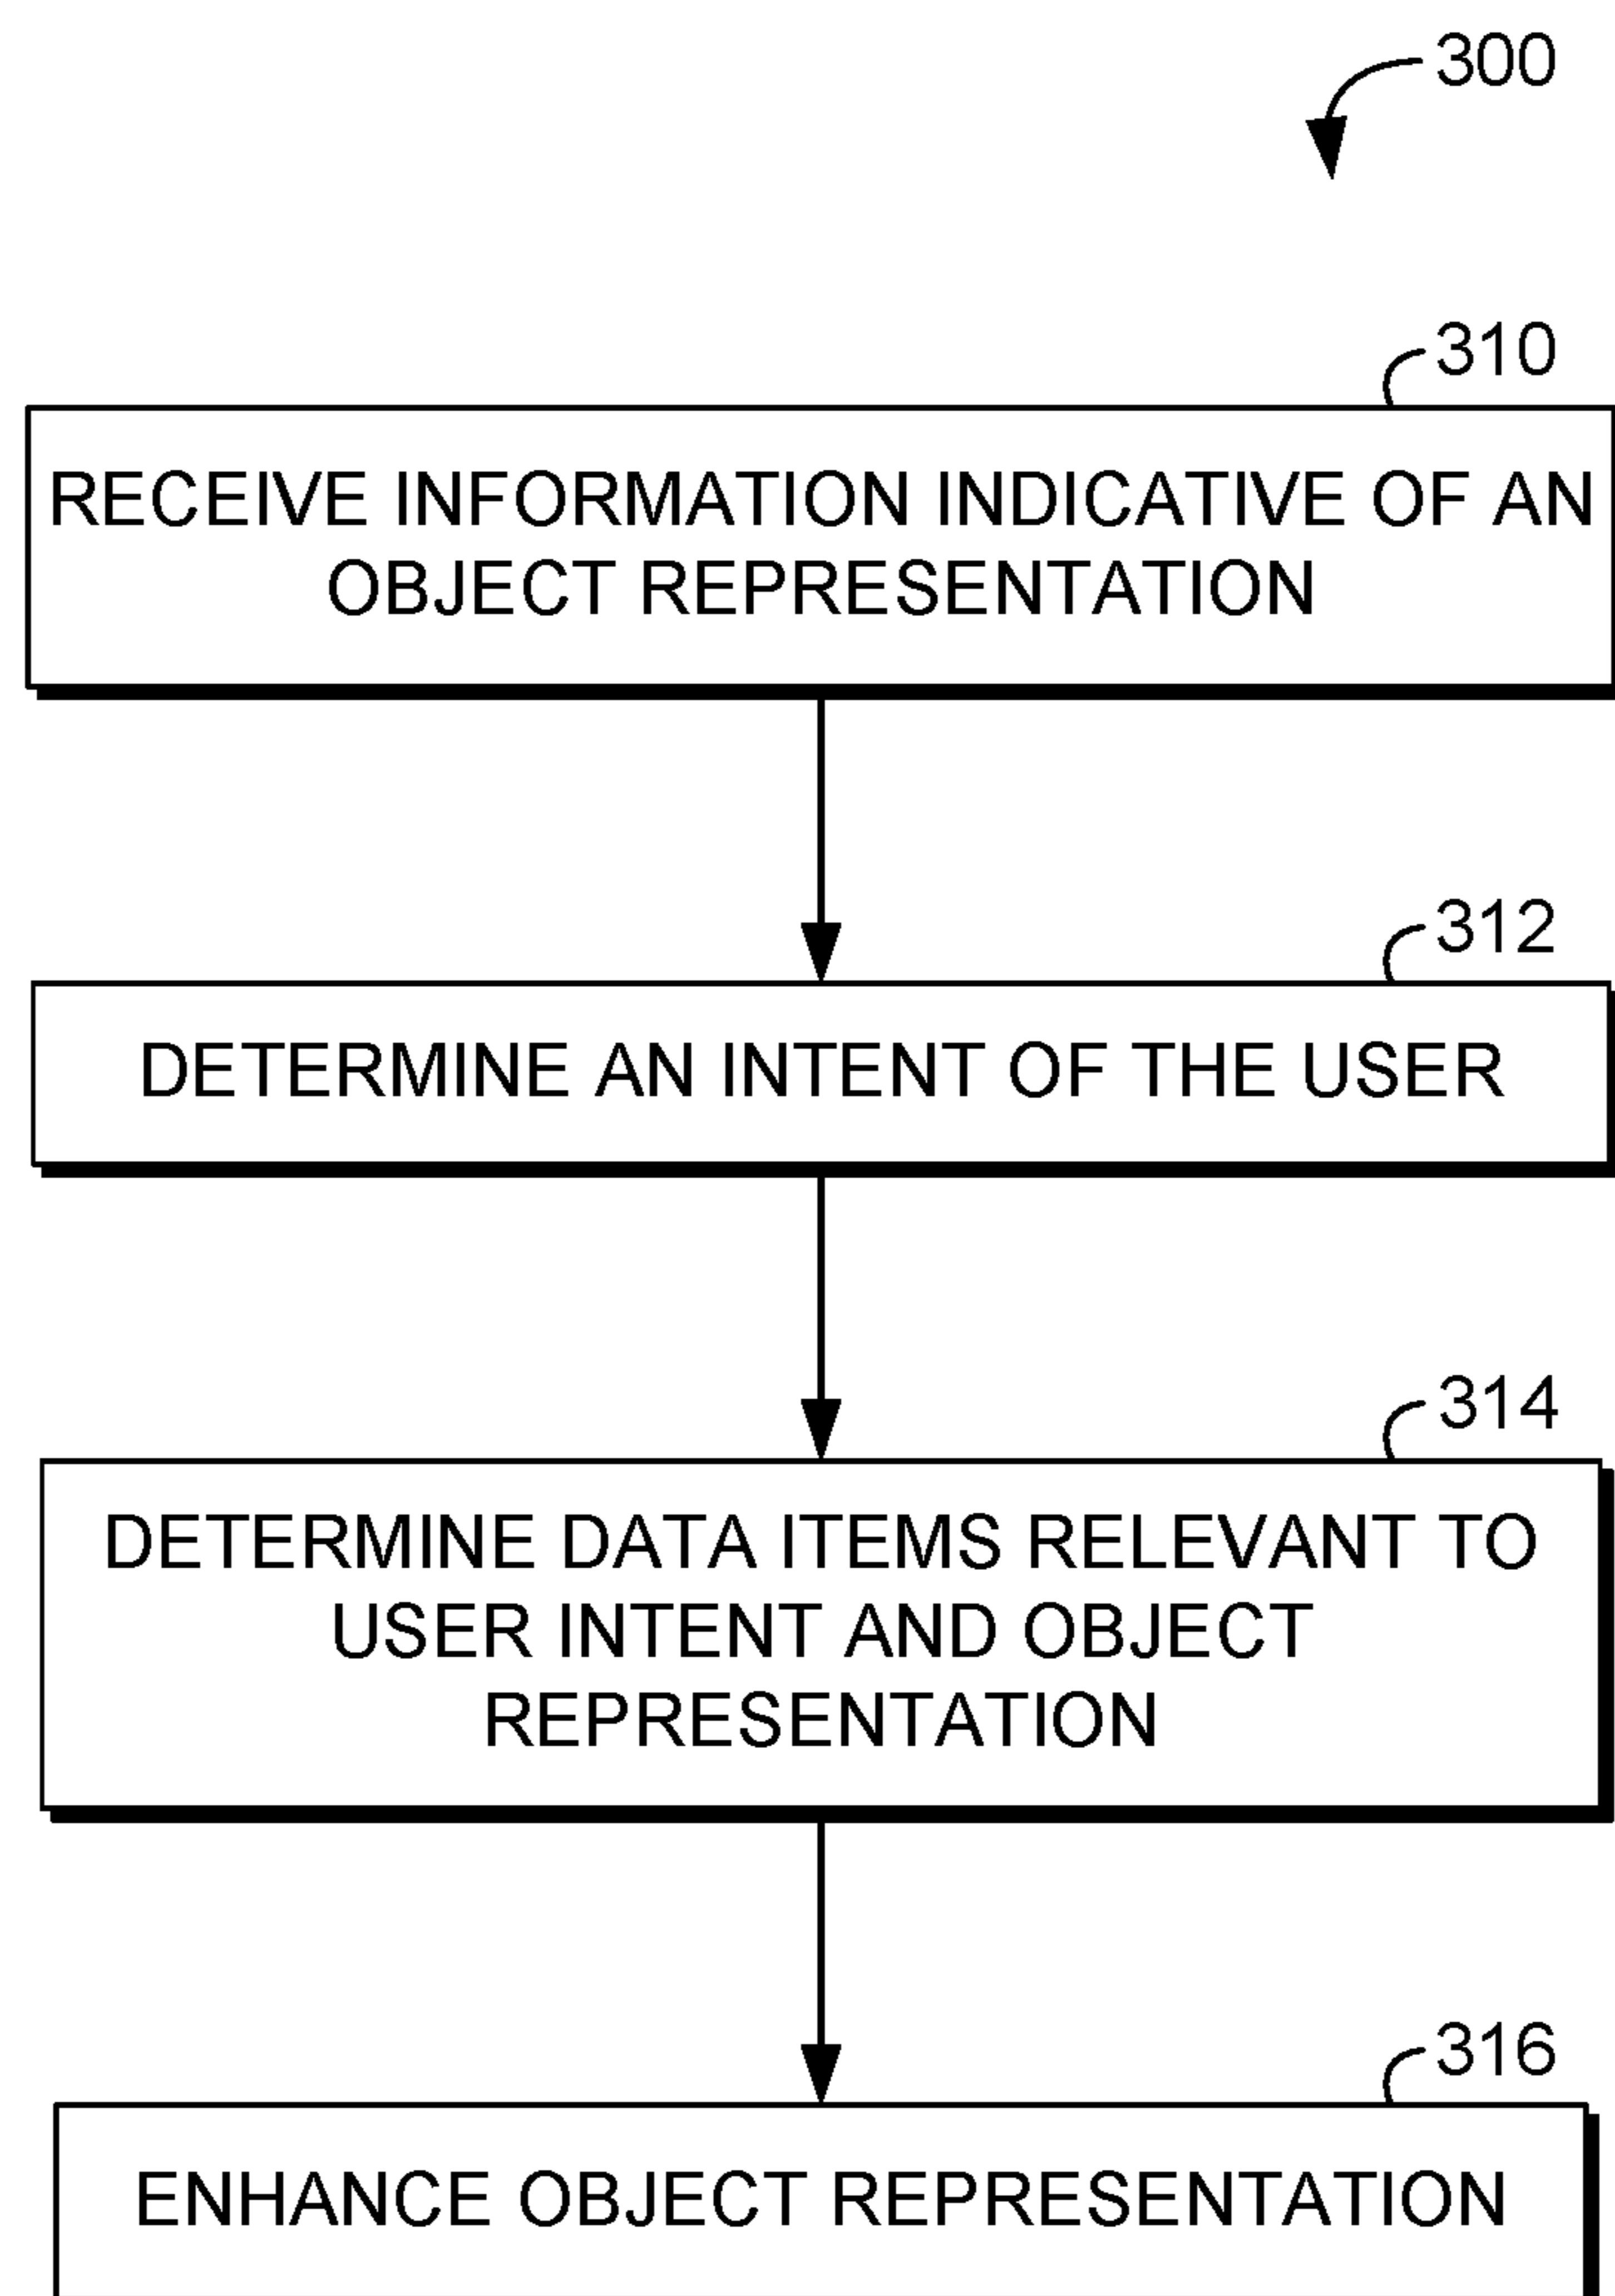 300
310
RECEIVE INFORMATION INDICATIVE OF AN
OBJECT REPRESENTATION
312
DETERMINE AN INTENT OF THE USER
314
DETERMINE DATA ITEMS RELEVANT TO
USER INTENT AND OBJECT
REPRESENTATION
316
ENHANCE OBJECT REPRESENTATION